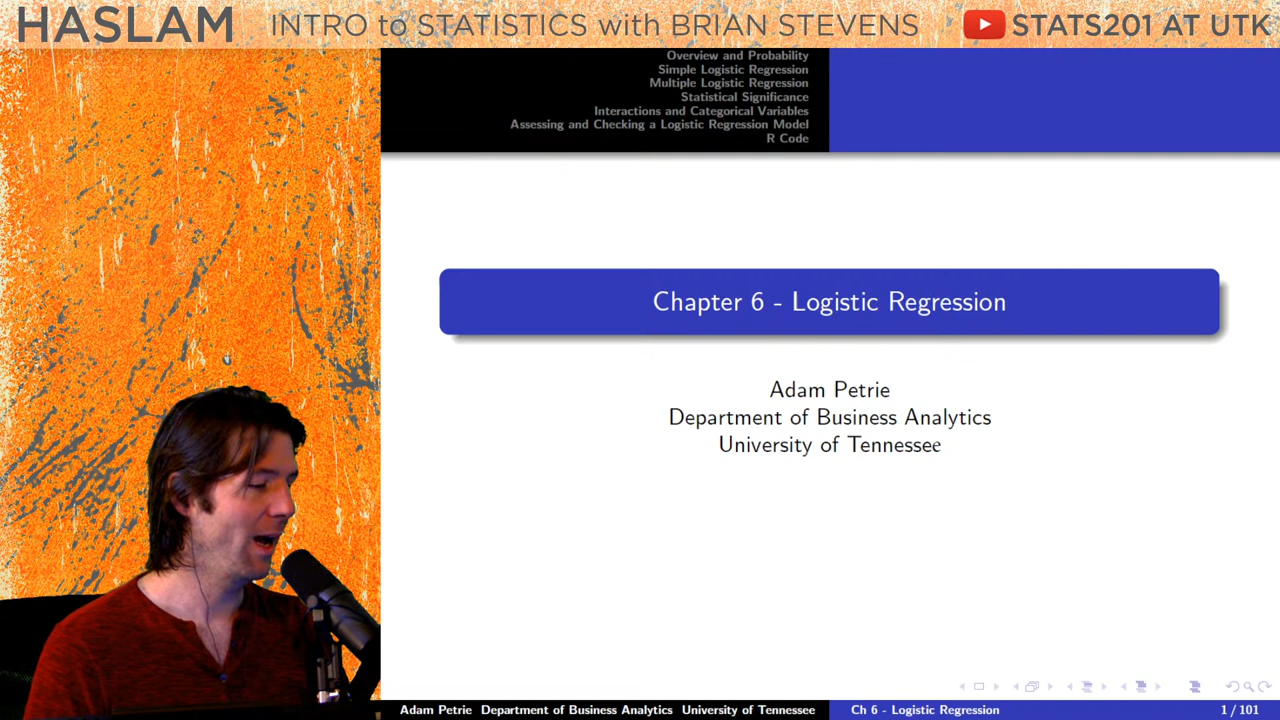 HASLAM INTRO to STATISTICS with BRIAN STEVENS STATS201 AT UTK
Overview and Probability
Simple Logistic Regression
Multiple Logistic Regression
Statistical Significance
Interactions and Categorical Variables
Assessing and Checking a Logistic Regression Model
R Code
Chapter 6 - Logistic Regression
Adam Petrie
Department of Business Analytics
University of Tennessee
Adam Petrie Department of Business Analytics University of Tennessee Ch 6 - Logistic Regression 1 / 101